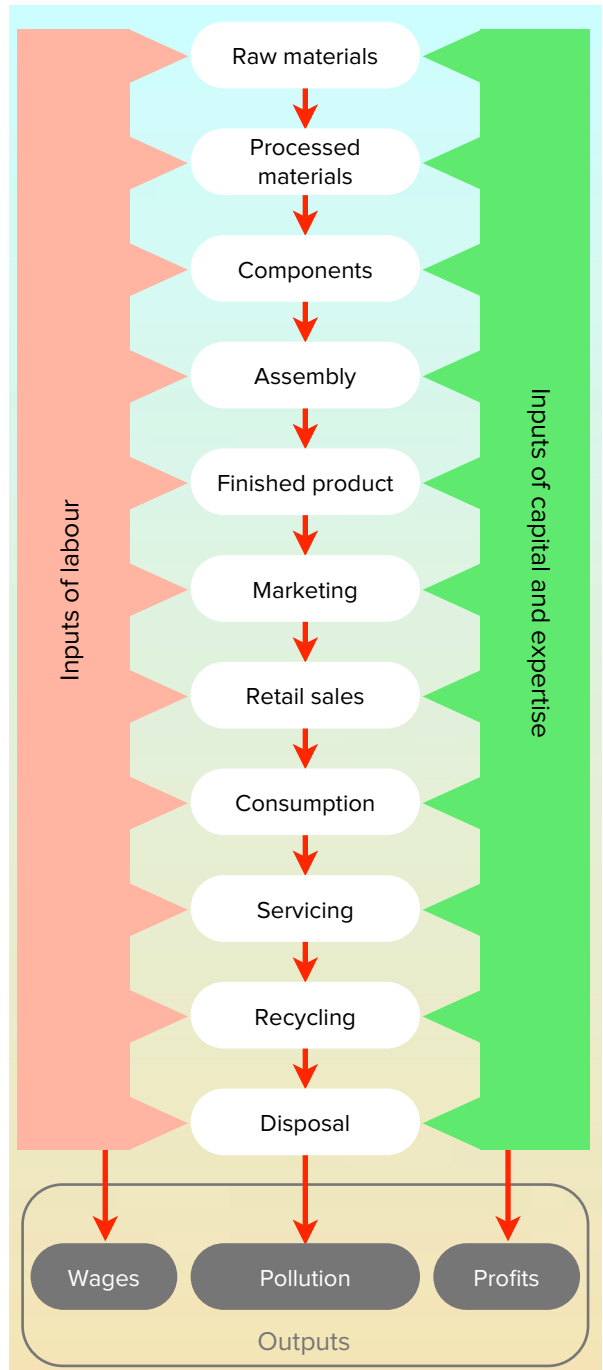 Raw materials
Processed
materials
Components
Assembly
Finished product
Marketing
Retail sales
Consumption
Servicing
Recycling
Disposal
Inputs of labour
Inputs of capital and expertise
Wages
Pollution
Profits
Outputs